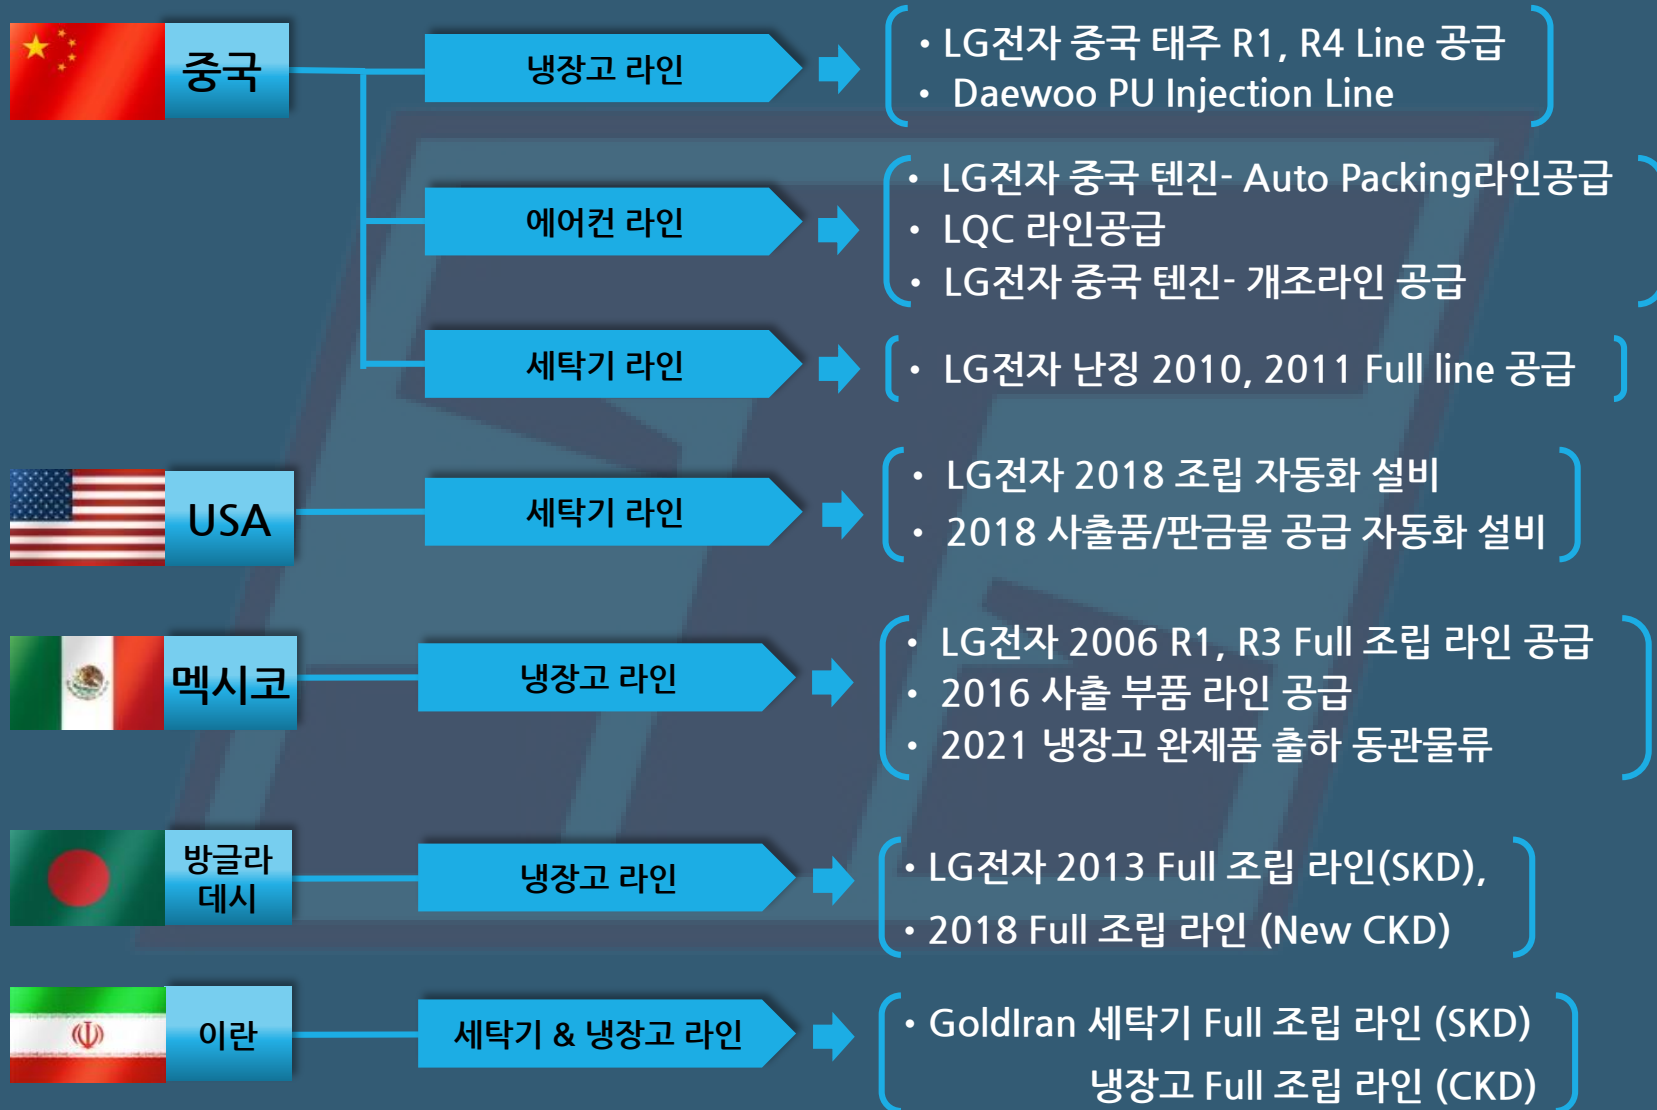 중국
냉장고 라인
• LG전자 중국 태주 R1, R4 Line 공급
• Daewoo PU Injection Line
에어컨 라인
• LG전자 중국 텐진- Auto Packing라인공급
• LQC 라인공급
• LG전자 중국 텐진- 개조라인 공급
세탁기 라인
• LG전자 난징 2010, 2011 Full line 공급
USA
세탁기 라인
• LG전자 2018 조립 자동화 설비
• 2018 사출품/판금물 공급 자동화 설비
멕시코
냉장고 라인
• LG전자 2006 R1, R3 Full 조립 라인 공급
• 2016 사출 부품 라인 공급
• 2021 냉장고 완제품 출하 동관물류
방글라
데시
냉장고 라인
• LG전자 2013 Full 조립 라인(SKD),
• 2018 Full 조립 라인 (New CKD)
이란
세탁기 & 냉장고 라인
• GoldIran 세탁기 Full 조립 라인 (SKD)
냉장고 Full 조립 라인 (CKD)